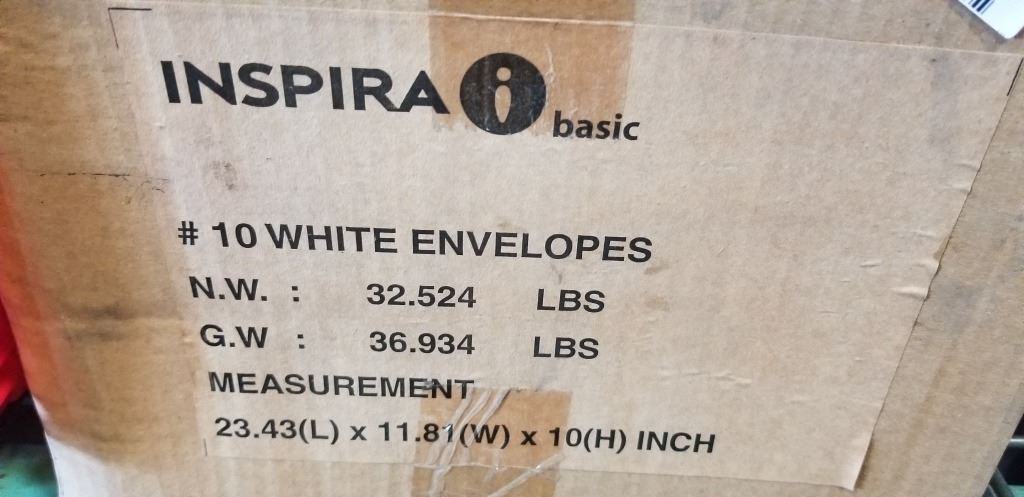 INSPIRA i basic
# 10 WHITE ENVELOPES
N.W. : 32.524 LBS
G.W : 36.934 LBS
MEASUREMENT
23.43(L) x 11.81(W) x 10(H) INCH